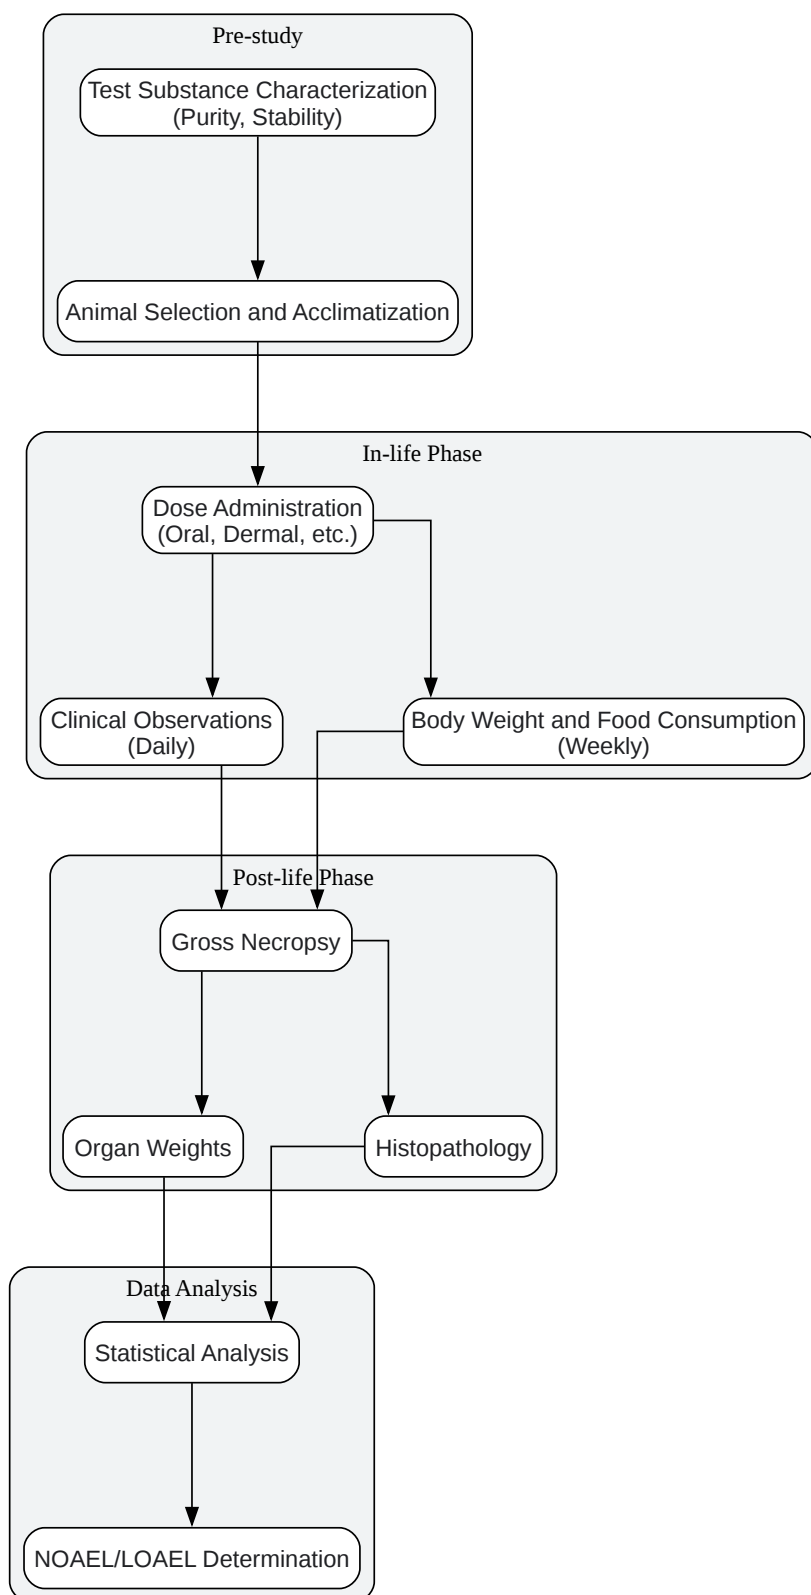 Pre-study
Test Substance Characterization
(Purity, Stability)
Animal Selection and Acclimatization
In-life Phase
Dose Administration
(Oral, Dermal, etc.)
Clinical Observations
(Daily)
Body Weight and Food Consumption
(Weekly)
Post-life Phase
Gross Necropsy
Organ Weights
Histopathology
Data Analysis
Statistical Analysis
NOAEL/LOAEL Determination